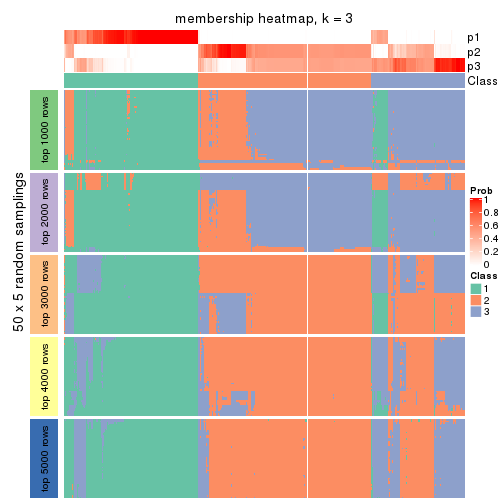 membership heatmap, k = 3
p1
p2
p3
Class
50 x 5 random samplings
top 1000 rows
top 2000 rows
top 3000 rows
top 4000 rows
top 5000 rows
Prob
1
0.8
0.6
0.4
0.2
0
Class
1
2
3